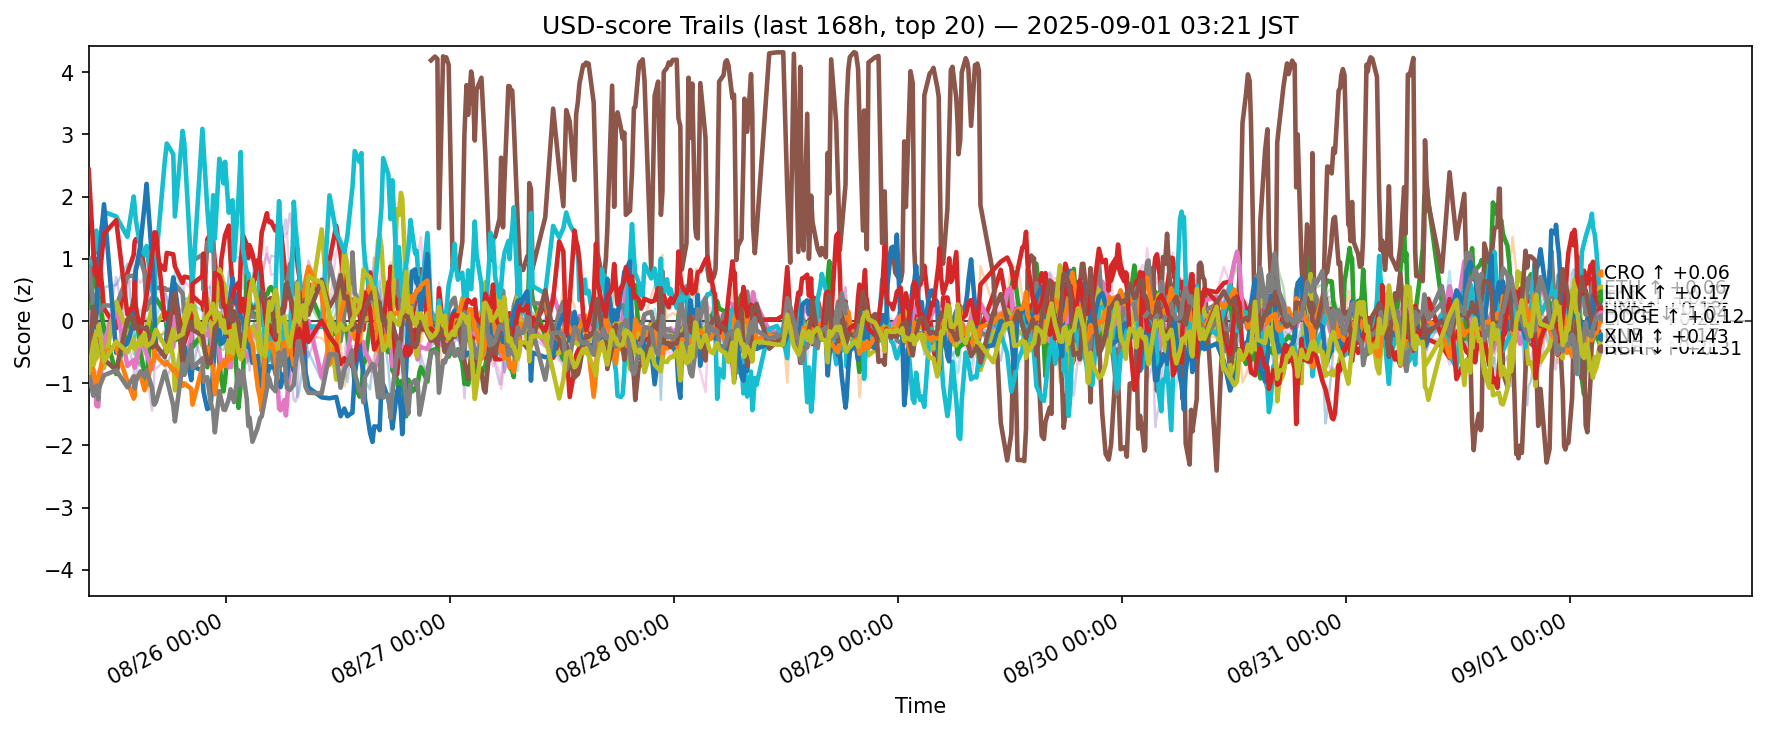 USD-score Trails (last 168h, top 20) — 2025-09-01 03:21 JST
Score (z)
4
3
2
1
0
−1
−2
−3
−4
CRO ↑ +0.06
LINK ↑ +0.17
DOGE ↑ +0.12
XLM ↑ +0.43
08/26 00:00
08/27 00:00
08/28 00:00
08/29 00:00
08/30 00:00
08/31 00:00
09/01 00:00
Time